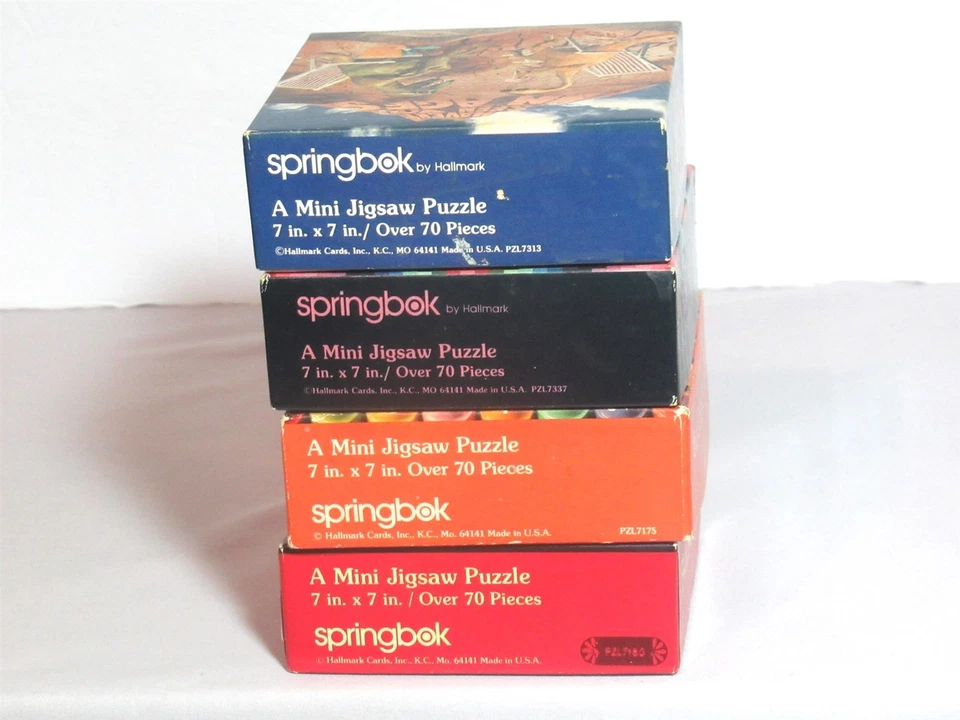 springbok by Hallmark
A Mini Jigsaw Puzzle
7 in. x 7 in./ Over 70 Pieces
©Hallmark Cards, Inc., K.C., MO 64141 Made in U.S.A. PZL7313
springbok by Hallmark
A Mini Jigsaw Puzzle
7 in. x 7 in./ Over 70 Pieces
©Hallmark Cards, Inc., K.C., MO 64141 Made in U.S.A. PZL7337
A Mini Jigsaw Puzzle
7 in. x 7 in. Over 70 Pieces
springbok
© Hallmark Cards, Inc., K.C., Mo. 64141 Made in U.S.A. PZL7175
A Mini Jigsaw Puzzle
7 in. x 7 in. / Over 70 Pieces
springbok
© Hallmark Cards, Inc., K.C., Mo. 64141 Made in U.S.A.